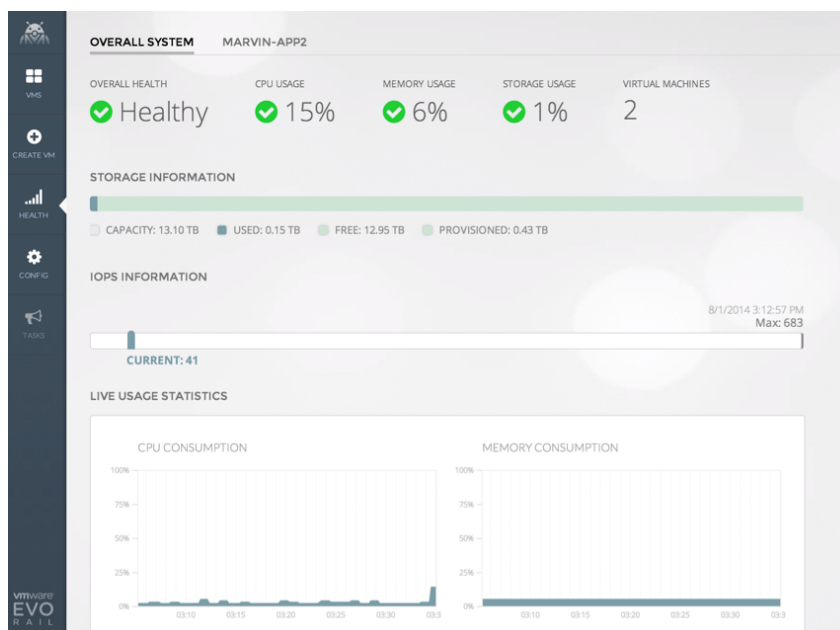 OVERALL SYSTEM MARVIN-APP2
OVERALL HEALTH CPU USAGE MEMORY USAGE STORAGE USAGE VIRTUAL MACHINES
Healthy 15% 6% 1% 2
VMS
CREATE VM
HEALTH
CONFIG
TASKS
STORAGE INFORMATION
CAPACITY: 13.10 TB USED: 0.15 TB FREE: 12.95 TB PROVISIONED: 0.43 TB
IOPS INFORMATION
8/1/2014 3:12:57 PM
Max: 683
CURRENT: 41
LIVE USAGE STATISTICS
CPU CONSUMPTION
100%
75%
50%
25%
0%
03:10 03:15 03:20 03:25 03:30 03:3
MEMORY CONSUMPTION
100%
75%
50%
25%
0%
03:10 03:15 03:20 03:25 03:30 03:3
vmware
EVO
RAIL